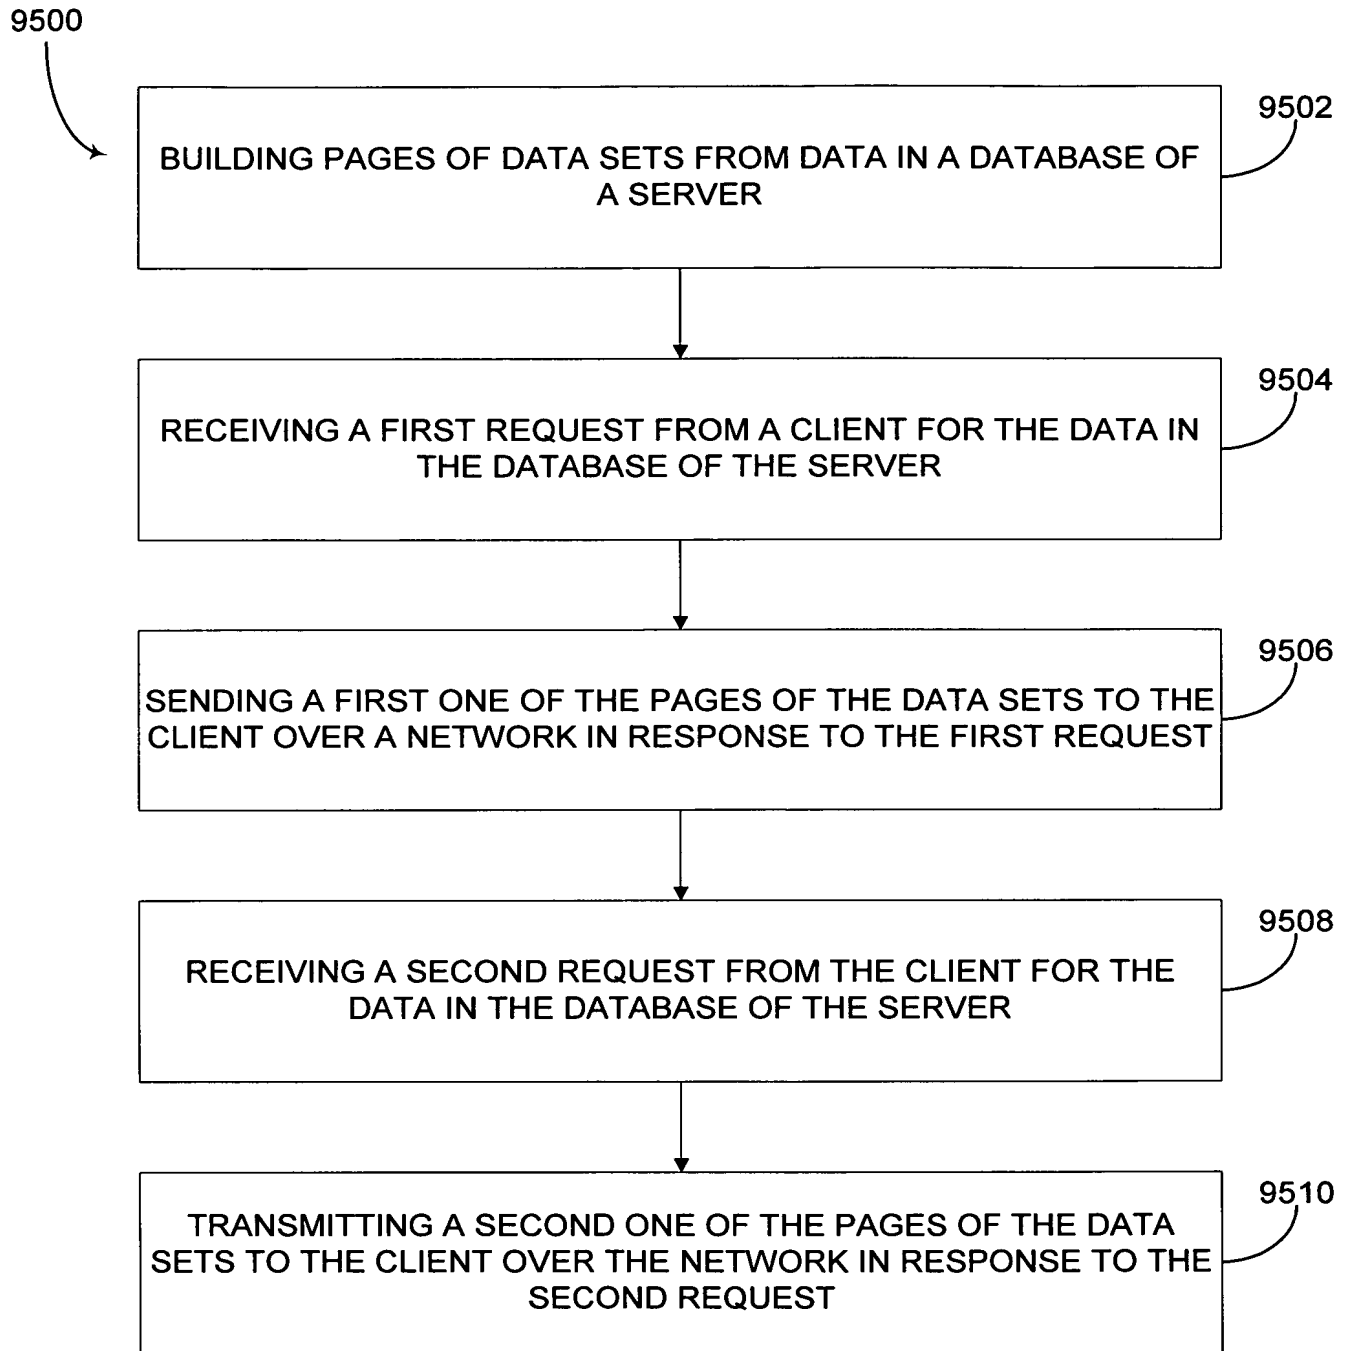 9500
9502
BUILDING PAGES OF DATA SETS FROM DATA IN A DATABASE OF
A SERVER
9504
RECEIVING A FIRST REQUEST FROM A CLIENT FOR THE DATA IN
THE DATABASE OF THE SERVER
9506
SENDING A FIRST ONE OF THE PAGES OF THE DATA SETS TO THE
CLIENT OVER A NETWORK IN RESPONSE TO THE FIRST REQUEST
9508
RECEIVING A SECOND REQUEST FROM THE CLIENT FOR THE
DATA IN THE DATABASE OF THE SERVER
9510
TRANSMITTING A SECOND ONE OF THE PAGES OF THE DATA
SETS TO THE CLIENT OVER THE NETWORK IN RESPONSE TO THE
SECOND REQUEST